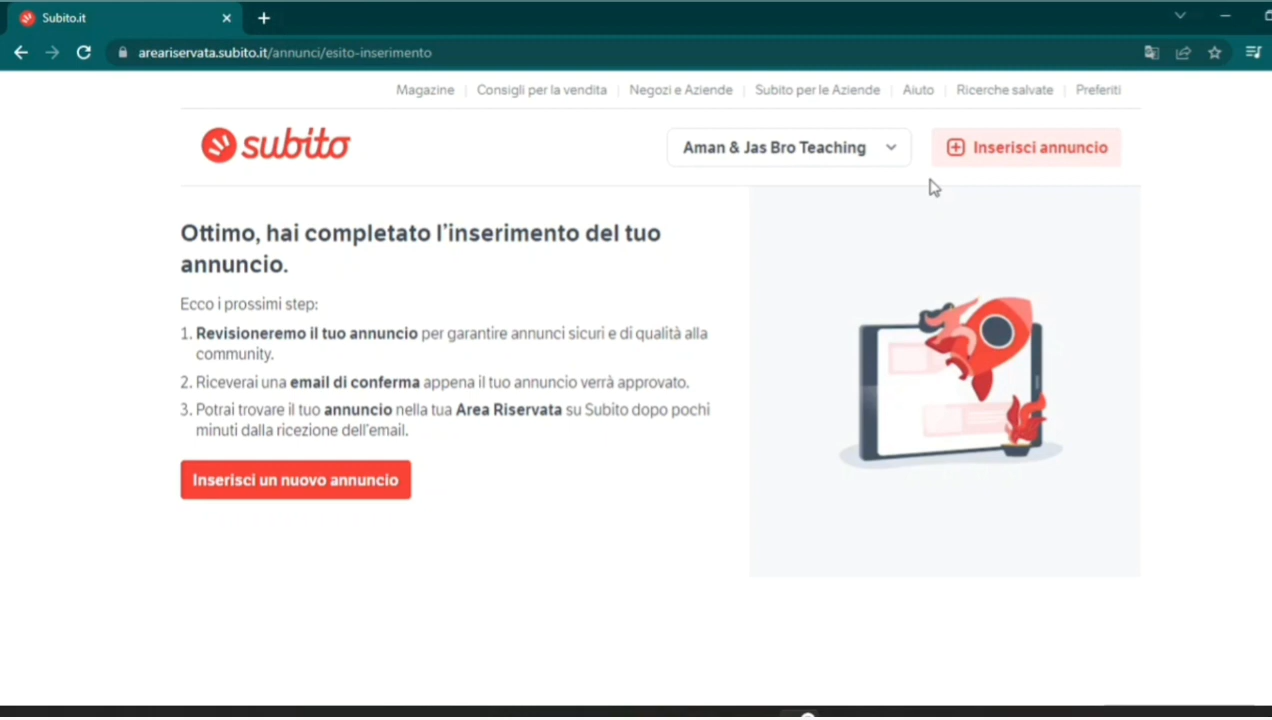 Subito.it
areariservata.subito.it/annunci/esito-inserimento
Magazine
Consigli per la vendita
Negozi e Aziende
Subito per le Aziende
Aiuto
Ricerche salvate
Preferiti
subito
Aman & Jas Bro Teaching
Inserisci annuncio
Ottimo, hai completato l'inserimento del tuo
annuncio.
Ecco i prossimi step:
1. Revisioneremo il tuo annuncio per garantire annunci sicuri e di qualità alla
community.
2. Riceverai una email di conferma appena il tuo annuncio verrà approvato.
3. Potrai trovare il tuo annuncio nella tua Area Riservata su Subito dopo pochi
minuti dalla ricezione dell'email.
Inserisci un nuovo annuncio